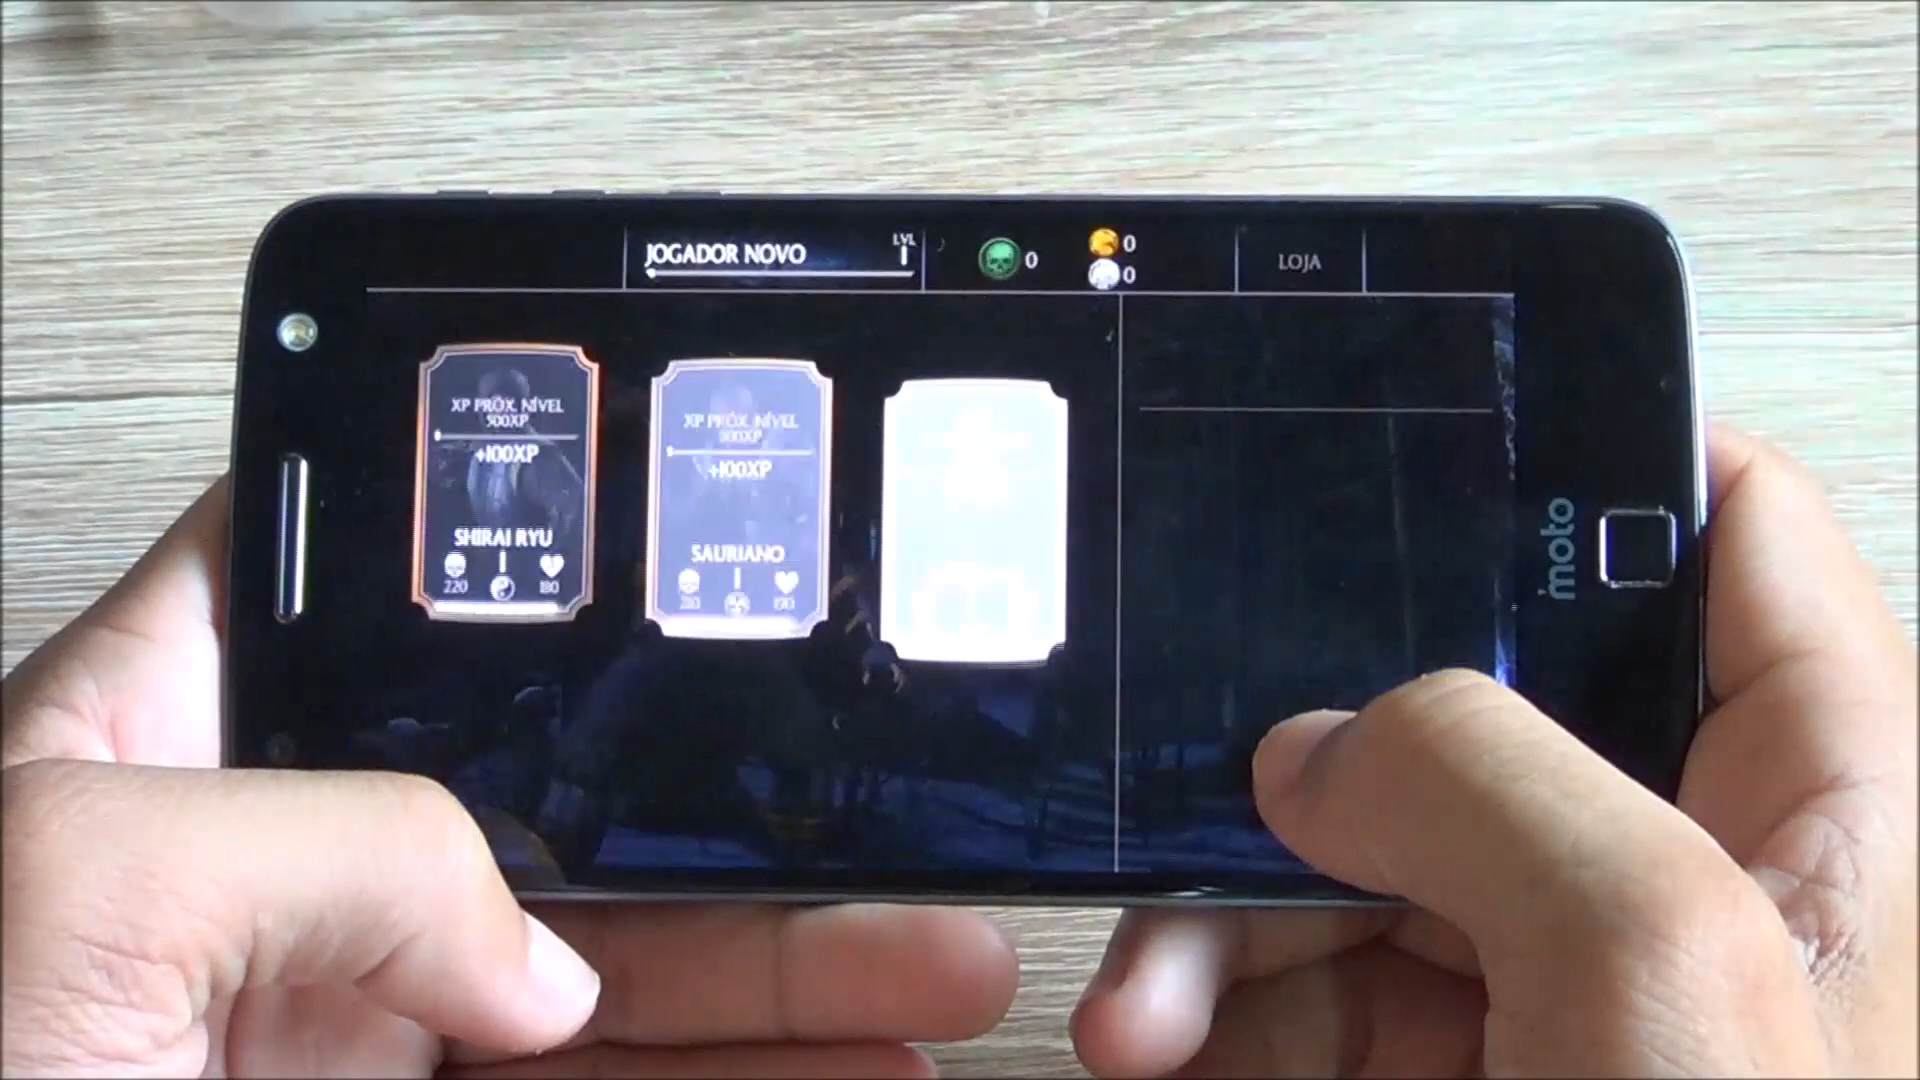 JOGADOR NOVO
LVL
1
0
0
0
LOJA
XP PRÓX. NÍVEL
500XP
+100XP
SHIRAI RYU
220
180
XP PRÓX. NÍVEL
+100XP
SAURIANO
moto